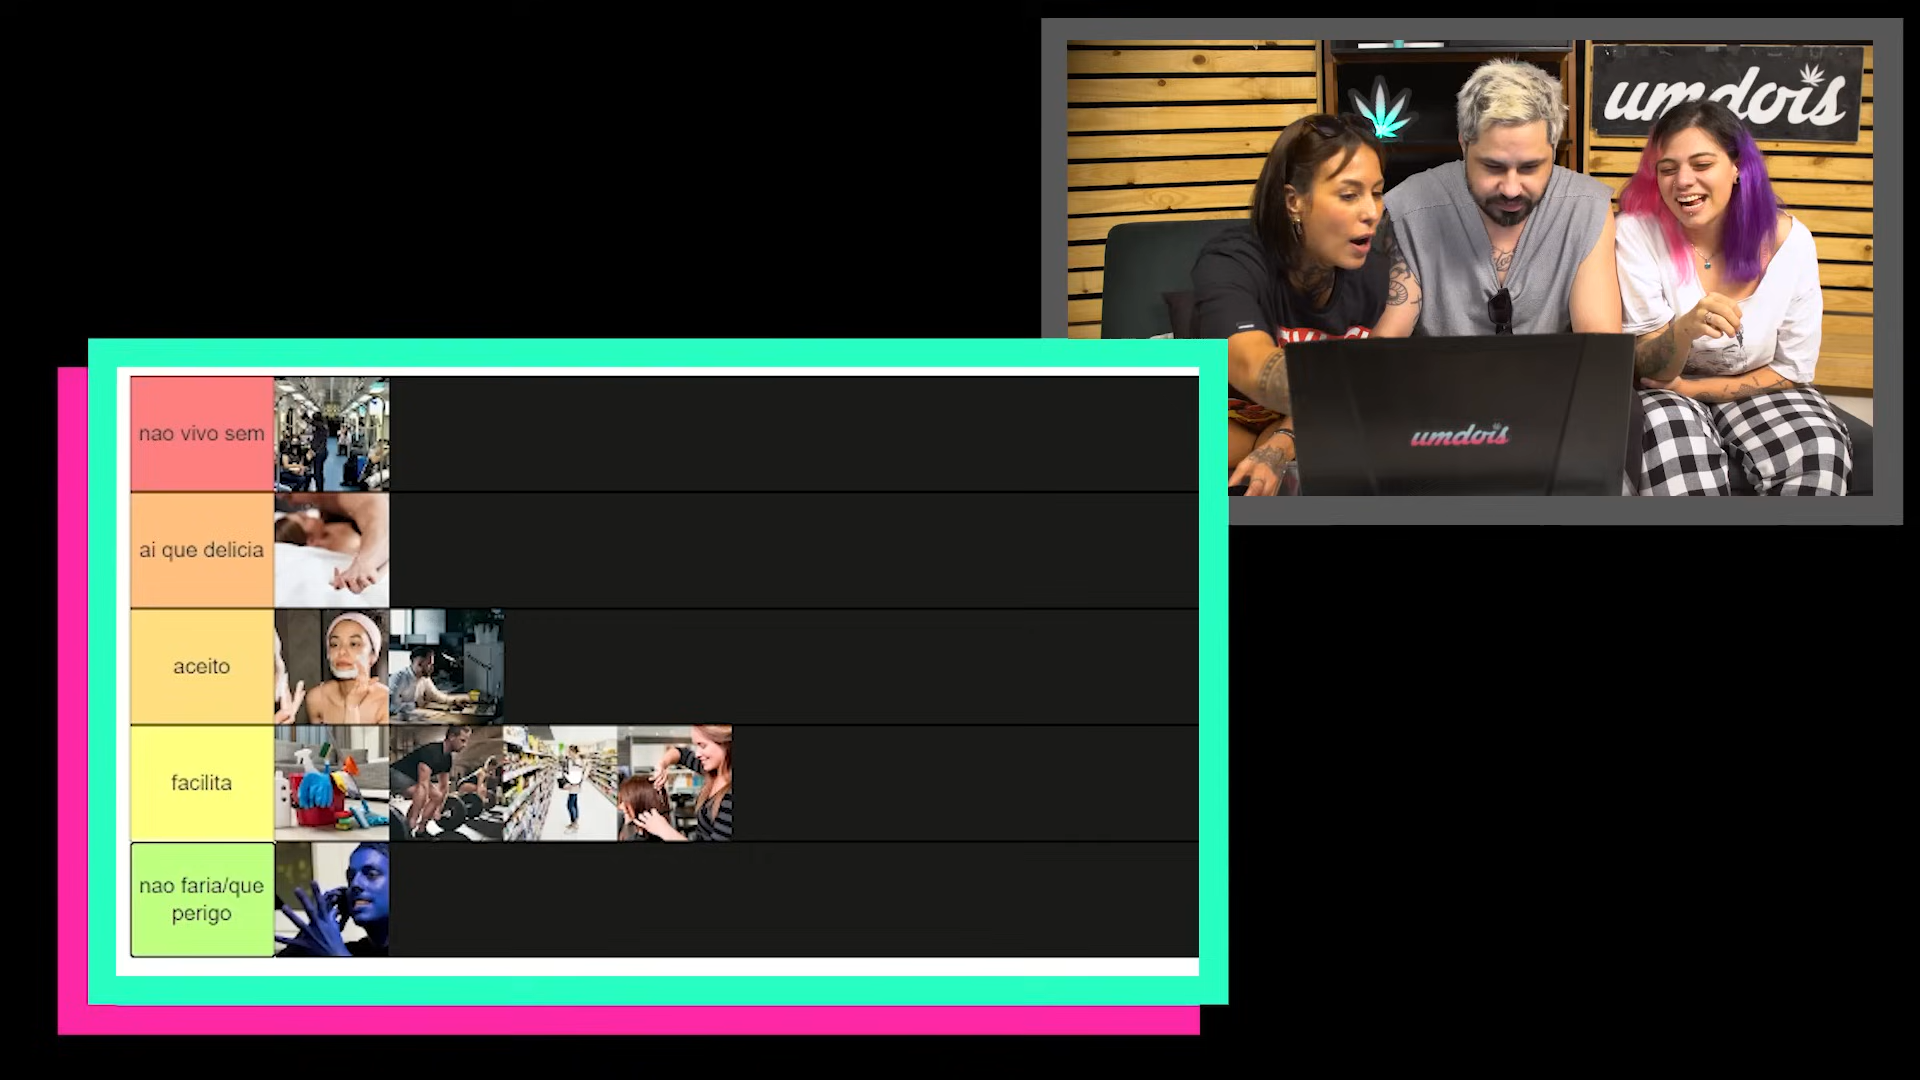 umdois
umdois
nao vivo sem
ai que delicia
aceito
facilita
nao faria/que
perigo